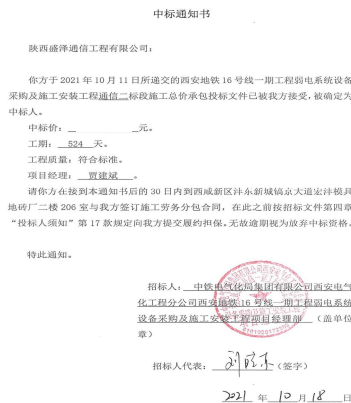 中标通知书
陕西盛泽通信工程有限公司：
你方于 2021 年 10 月 11 日所递交的西安地铁 16 号线一期工程弱电系统设备
采购及施工安装工程通信二标段施工总价承包投标文件已被我方接受，被确定为
中标人。
中标价： 元。
工期： 524 天。
工程质量：符合标准。
项目经理：贾建斌 。
请你方在接到本通知书后的 30 日内到西咸新区沣东新城镐京大道宏沣模具
地砖厂二楼 206 室与我方签订施工劳务分包合同，在此之前按招标文件第四章
“投标人须知”第 17 款规定向我方提交履约担保。无故逾期视为放弃中标资格。
特此通知。
招标人：中铁电气化局集团有限公司西安电气
化工程分公司西安地铁 16 号线一期工程弱电系统
设备采购及施工安装工程项目经理部 （盖单位
章）
招标人代表： （签字）
2021 年 10 月 18 日